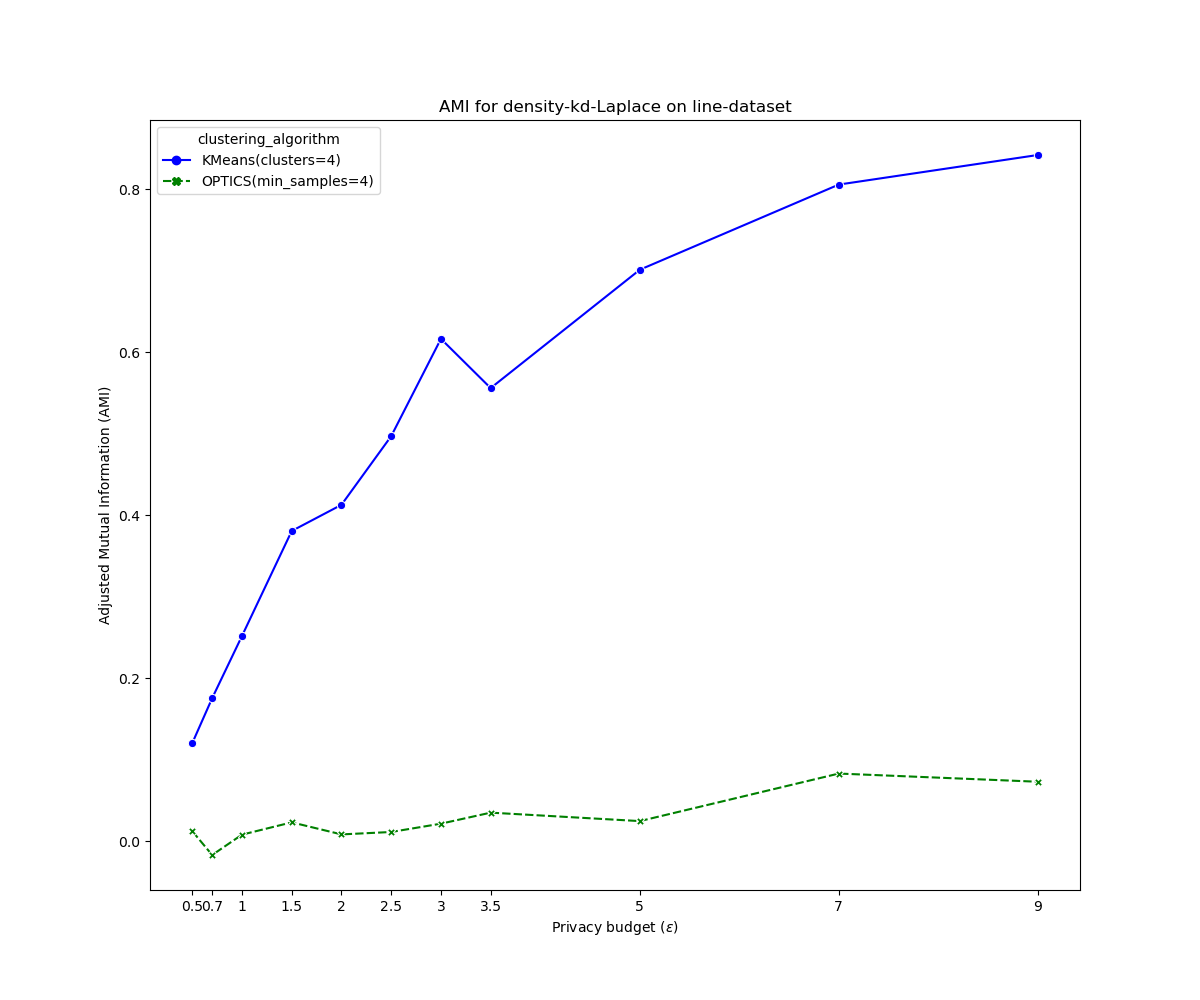 AMI for density-kd-Laplace on line-dataset
clustering_algorithm
KMeans(clusters=4)
OPTICS(min_samples=4)
Adjusted Mutual Information (AMI)
0.8
0.6
0.4
0.2
0.0
0.5 0.7 1 1.5 2 2.5 3 3.5 5 7 9
Privacy budget (ε)